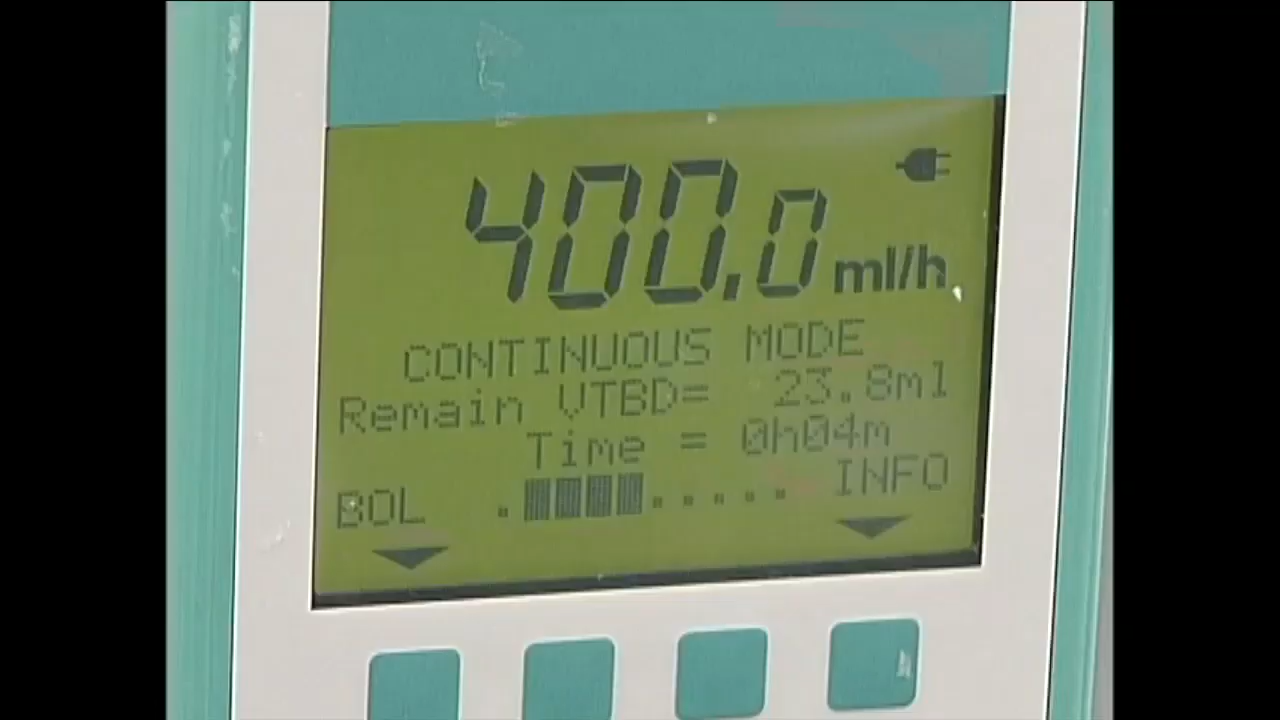 400.0 ml/h
CONTINUOUS MODE
Remain VTBD= 23.8ml
Time = 0h04m
BOL INFO